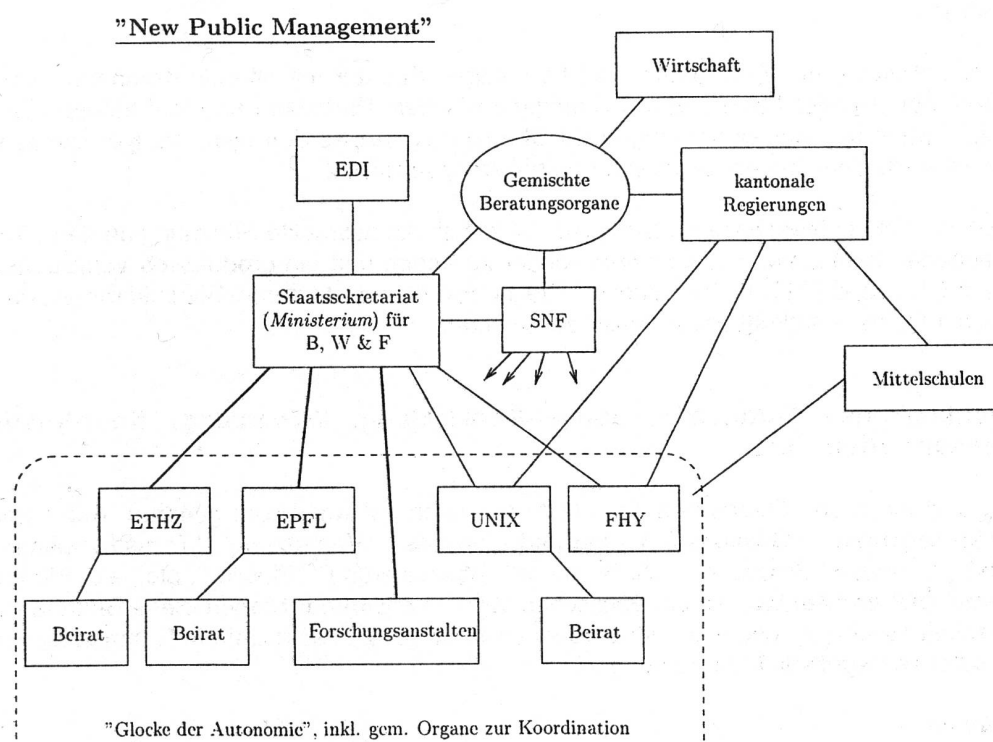 "New Public Management"
Wirtschaft
EDI
Gemischte
Beratungsorgane
kantonale
Regierungen
Staatssekretariat
(Ministerium) für
B, W & F
SNF
Mittelschulen
ETHZ
EPFL
UNIX
FHY
Beirat
Beirat
Forschungsanstalten
Beirat
"Glocke der Autonomie", inkl. gem. Organe zur Koordination